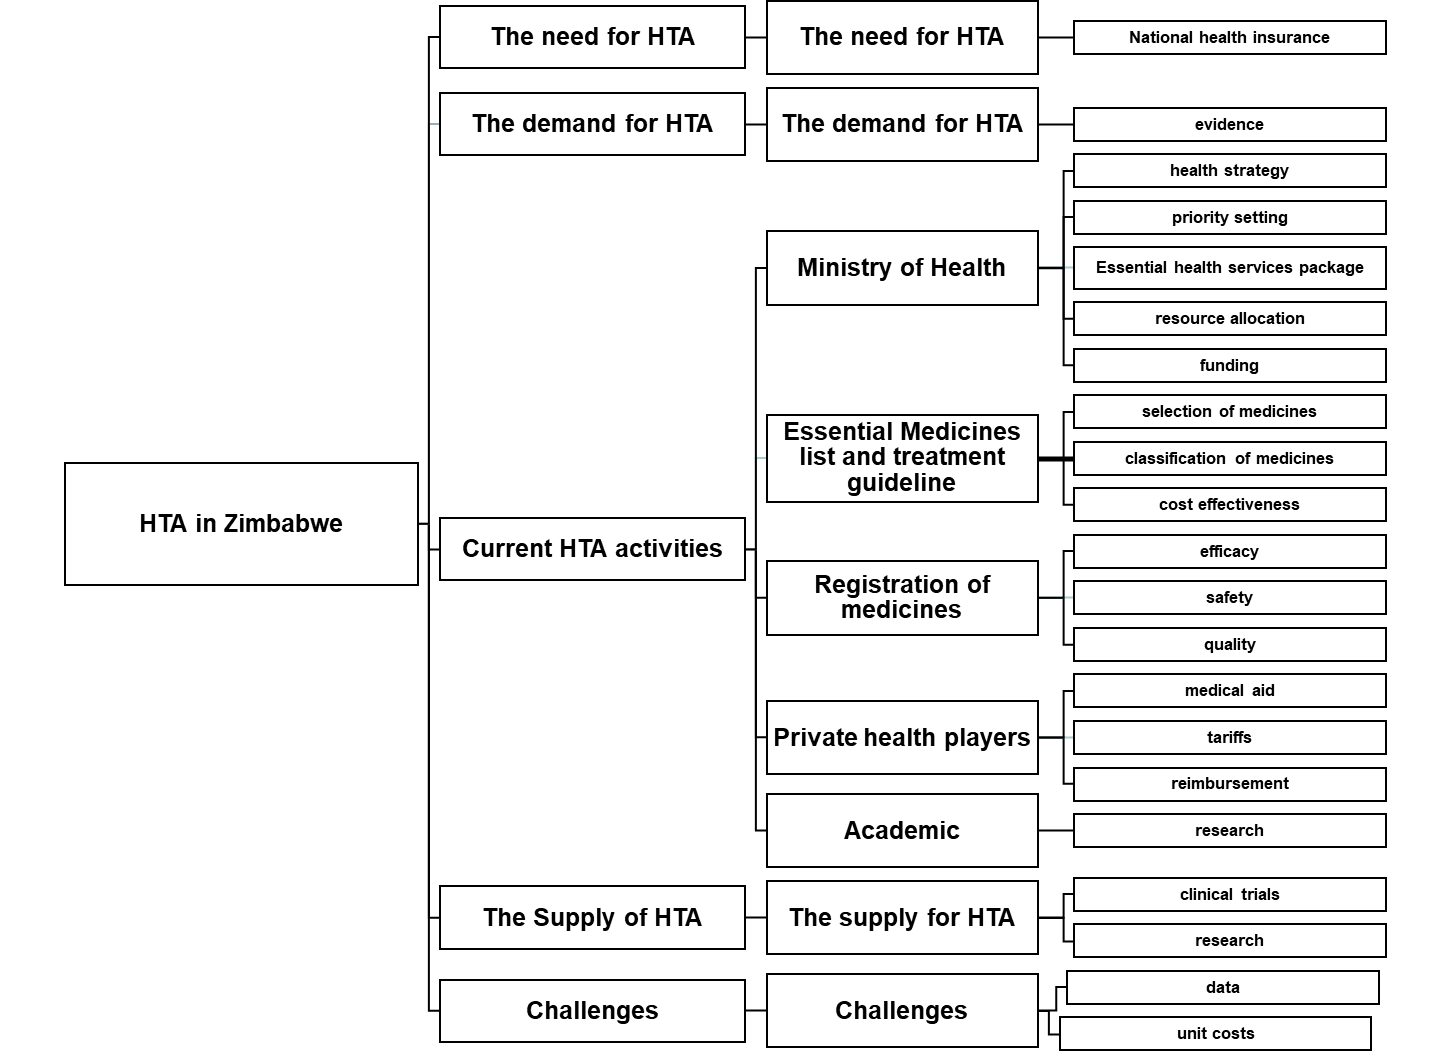 The need for HTA
The need for HTA
National health insurance
The demand for HTA
The demand for HTA
evidence
HTA in Zimbabwe
Current HTA activities
Ministry of Health
health strategy
priority setting
Essential health services package
resource allocation
funding
Essential Medicines
list and treatment
guideline
selection of medicines
classification of medicines
cost effectiveness
Registration of
medicines
efficacy
safety
quality
Private health players
medical aid
tariffs
reimbursement
Academic
research
The Supply of HTA
The supply for HTA
clinical trials
research
Challenges
Challenges
data
unit costs